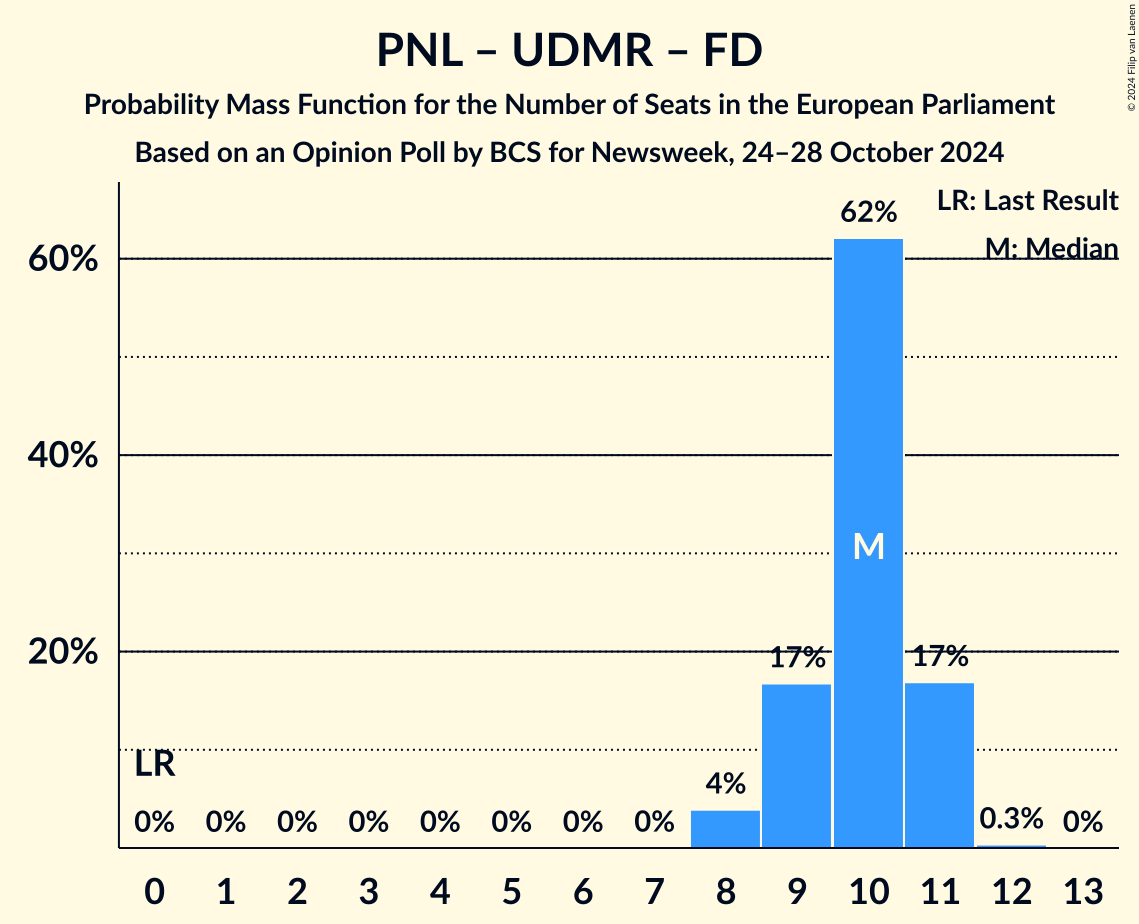 PNL – UDMR – FD
Probability Mass Function for the Number of Seats in the European Parliament
Based on an Opinion Poll by BCS for Newsweek, 24–28 October 2024
© 2024 Filip van Laenen
LR: Last Result
M: Median
60%
40%
20%
62%
M
17%
17%
LR
4%
0%
0%
0%
0%
0%
0%
0%
0%
0.3%
0%
0 1 2 3 4 5 6 7 8 9 10 11 12 13